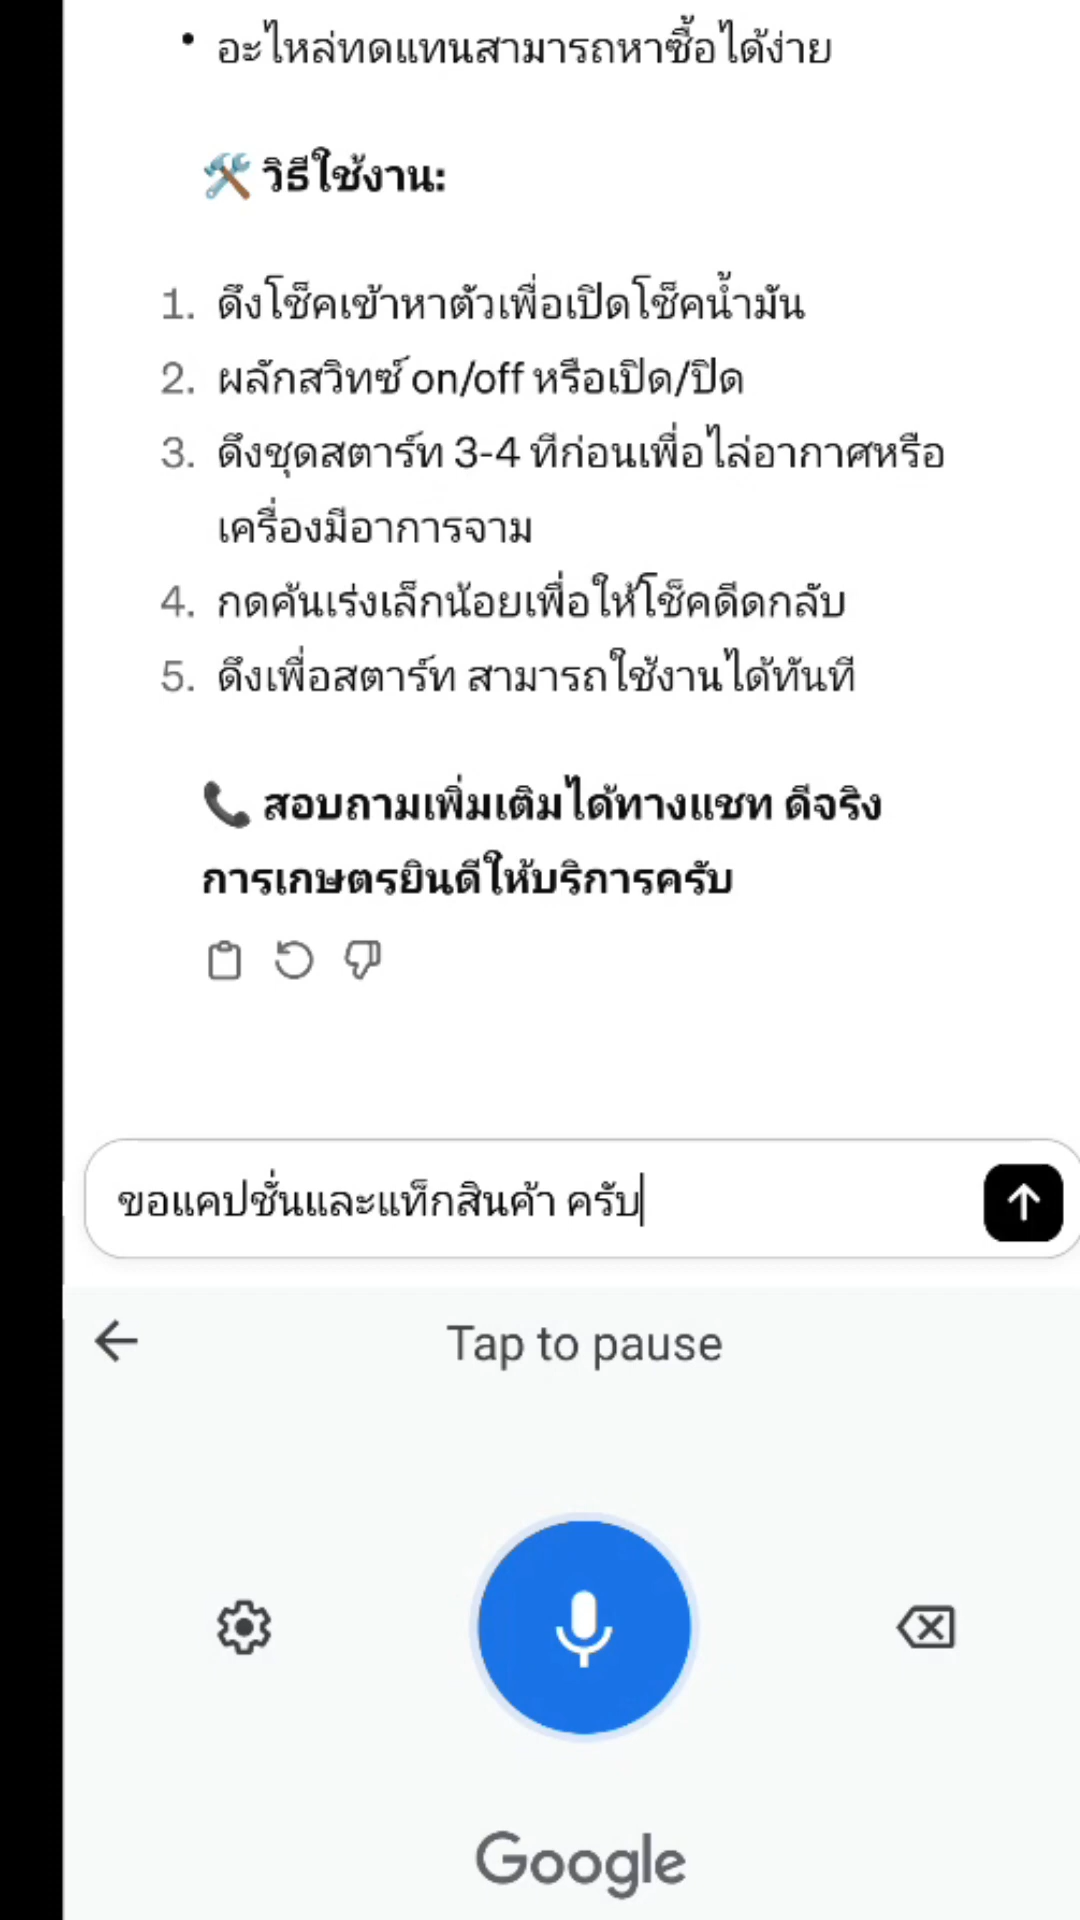 • อะไหล่ทดแทนสามารถหาซื้อได้ง่าย
🛠️ วิธีใช้งาน:
1. ดึงโช็คเข้าหาตัวเพื่อเปิดโช็คน้ำมัน
2. ผลักสวิทซ์ on/off หรือเปิด/ปิด
3. ดึงชุดสตาร์ท 3-4 ทีก่อนเพื่อไล่อากาศหรือ
เครื่องมีอาการจาม
4. กดคันเร่งเล็กน้อยเพื่อให้โช็คดีดกลับ
5. ดึงเพื่อสตาร์ท สามารถใช้งานได้ทันที
📞 สอบถามเพิ่มเติมได้ทางแชท ดีจริง
การเกษตรยินดีให้บริการครับ
ขอแคปชั่นและแท็กสินค้า ครับ
Tap to pause
Google